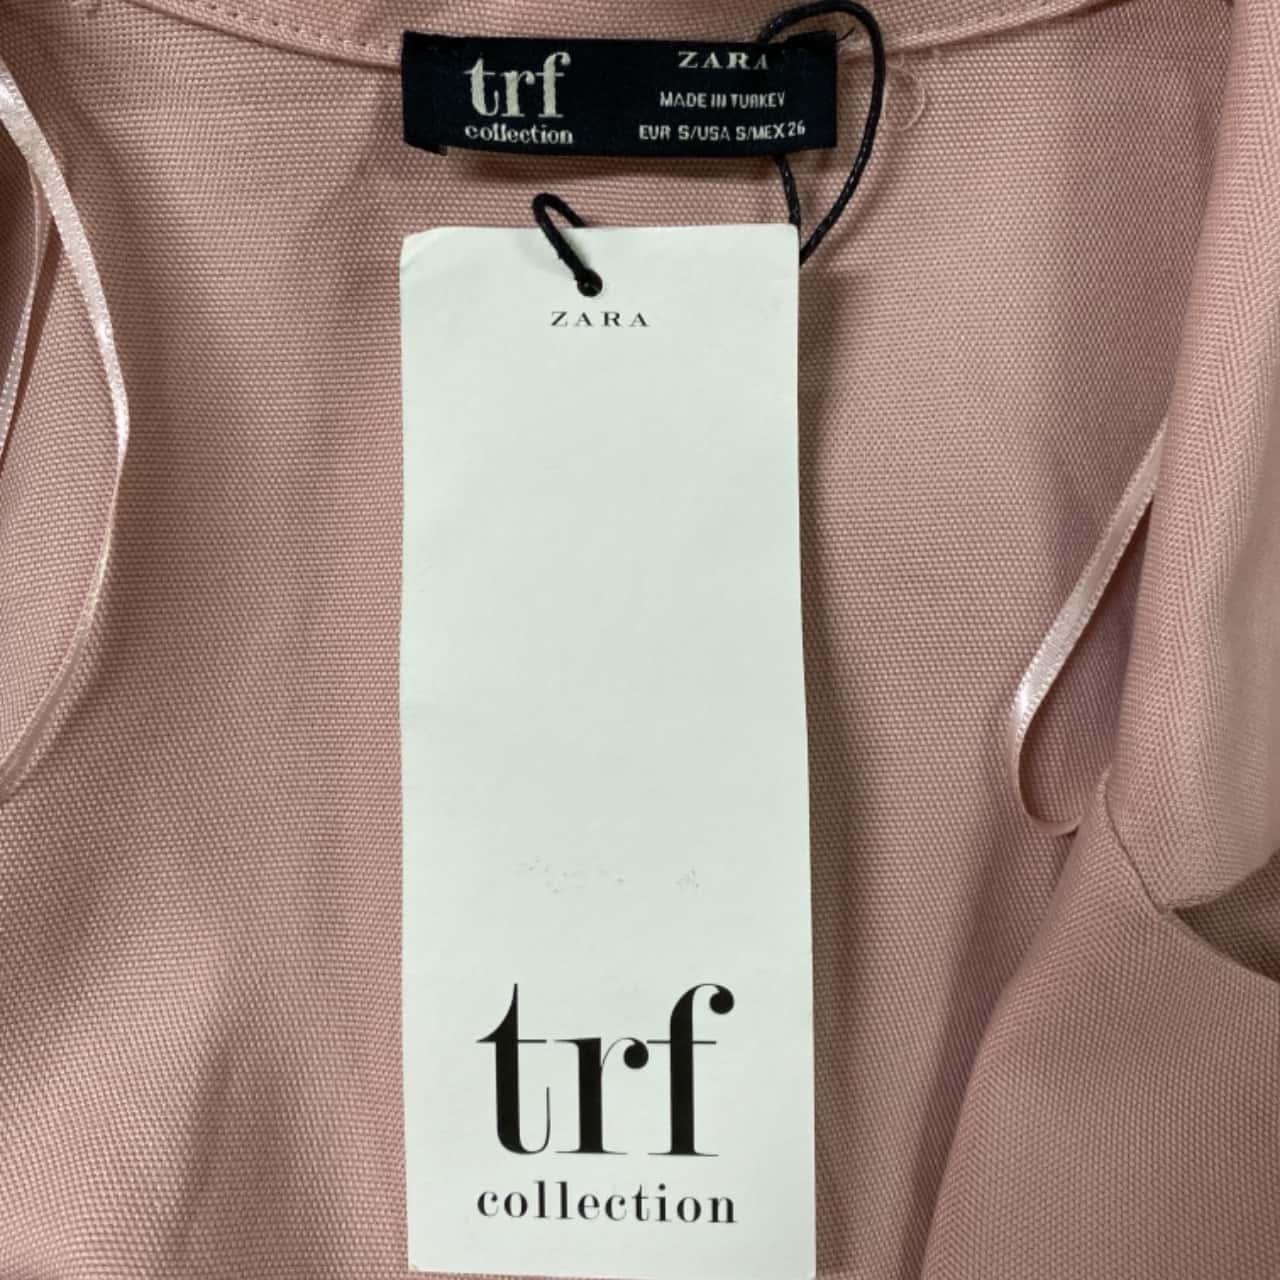 trf
collection
ZARA
MADE IN TURKEY
EUR S/USA S/MEX 26
ZARA
trf
collection